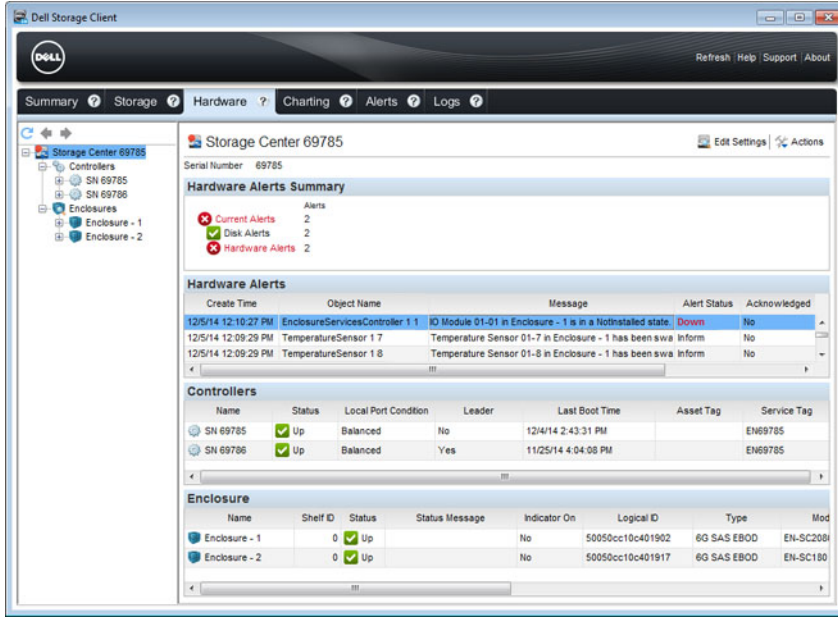 Dell Storage Client
DELL
Refresh Help Support About
Summary ? Storage ? Hardware ? Charting ? Alerts ? Logs ?
Storage Center 69785
Controllers
SN 69785
SN 69786
Enclosures
Enclosure - 1
Enclosure - 2
Storage Center 69785
Edit Settings Actions
Serial Number 69785
Hardware Alerts Summary
Alerts
Current Alerts 2
Disk Alerts 2
Hardware Alerts 2
Hardware Alerts
Create Time Object Name Message Alert Status Acknowledged
12/5/14 12:10:27 PM EnclosureServicesController 1 1 IO Module 01-01 in Enclosure - 1 is in a NotInstalled state. Down No
12/5/14 12:09:29 PM TemperatureSensor 1 7 Temperature Sensor 01-7 in Enclosure - 1 has been swa Inform No
12/5/14 12:09:29 PM TemperatureSensor 1 8 Temperature Sensor 01-8 in Enclosure - 1 has been swa Inform No
Controllers
Name Status Local Port Condition Leader Last Boot Time Asset Tag Service Tag
SN 69785 Up Balanced No 12/4/14 2:43:31 PM EN69785
SN 69786 Up Balanced Yes 11/25/14 4:04:08 PM EN69785
Enclosure
Name Shelf ID Status Status Message Indicator On Logical ID Type Mod
Enclosure - 1 0 Up No 50050cc10c401902 6G SAS EBOD EN-SC208
Enclosure - 2 0 Up No 50050cc10c401917 6G SAS EBOD EN-SC180